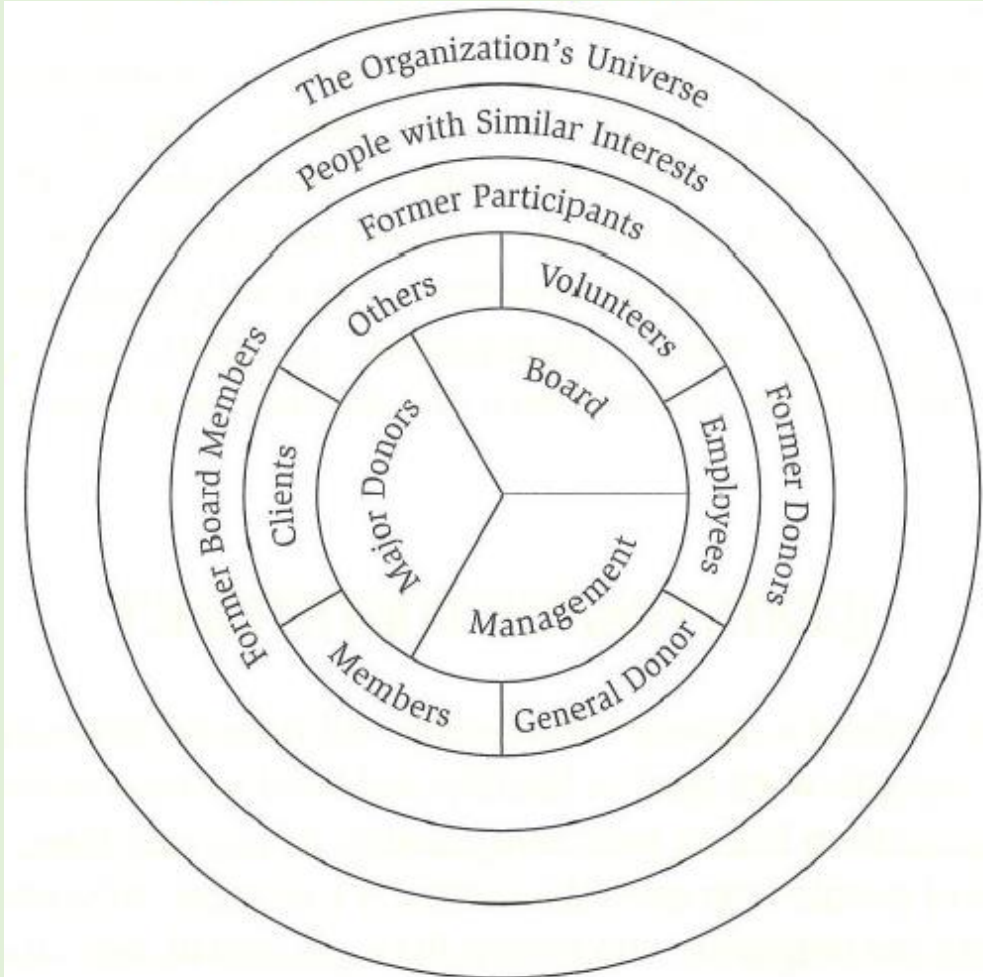 The Organization's Universe
People with Similar Interests
Former Participants
Former Board Members
Former Donors
Others
Volunteers
Clients
Employees
Members
General Donor
Board
Major Donors
Management